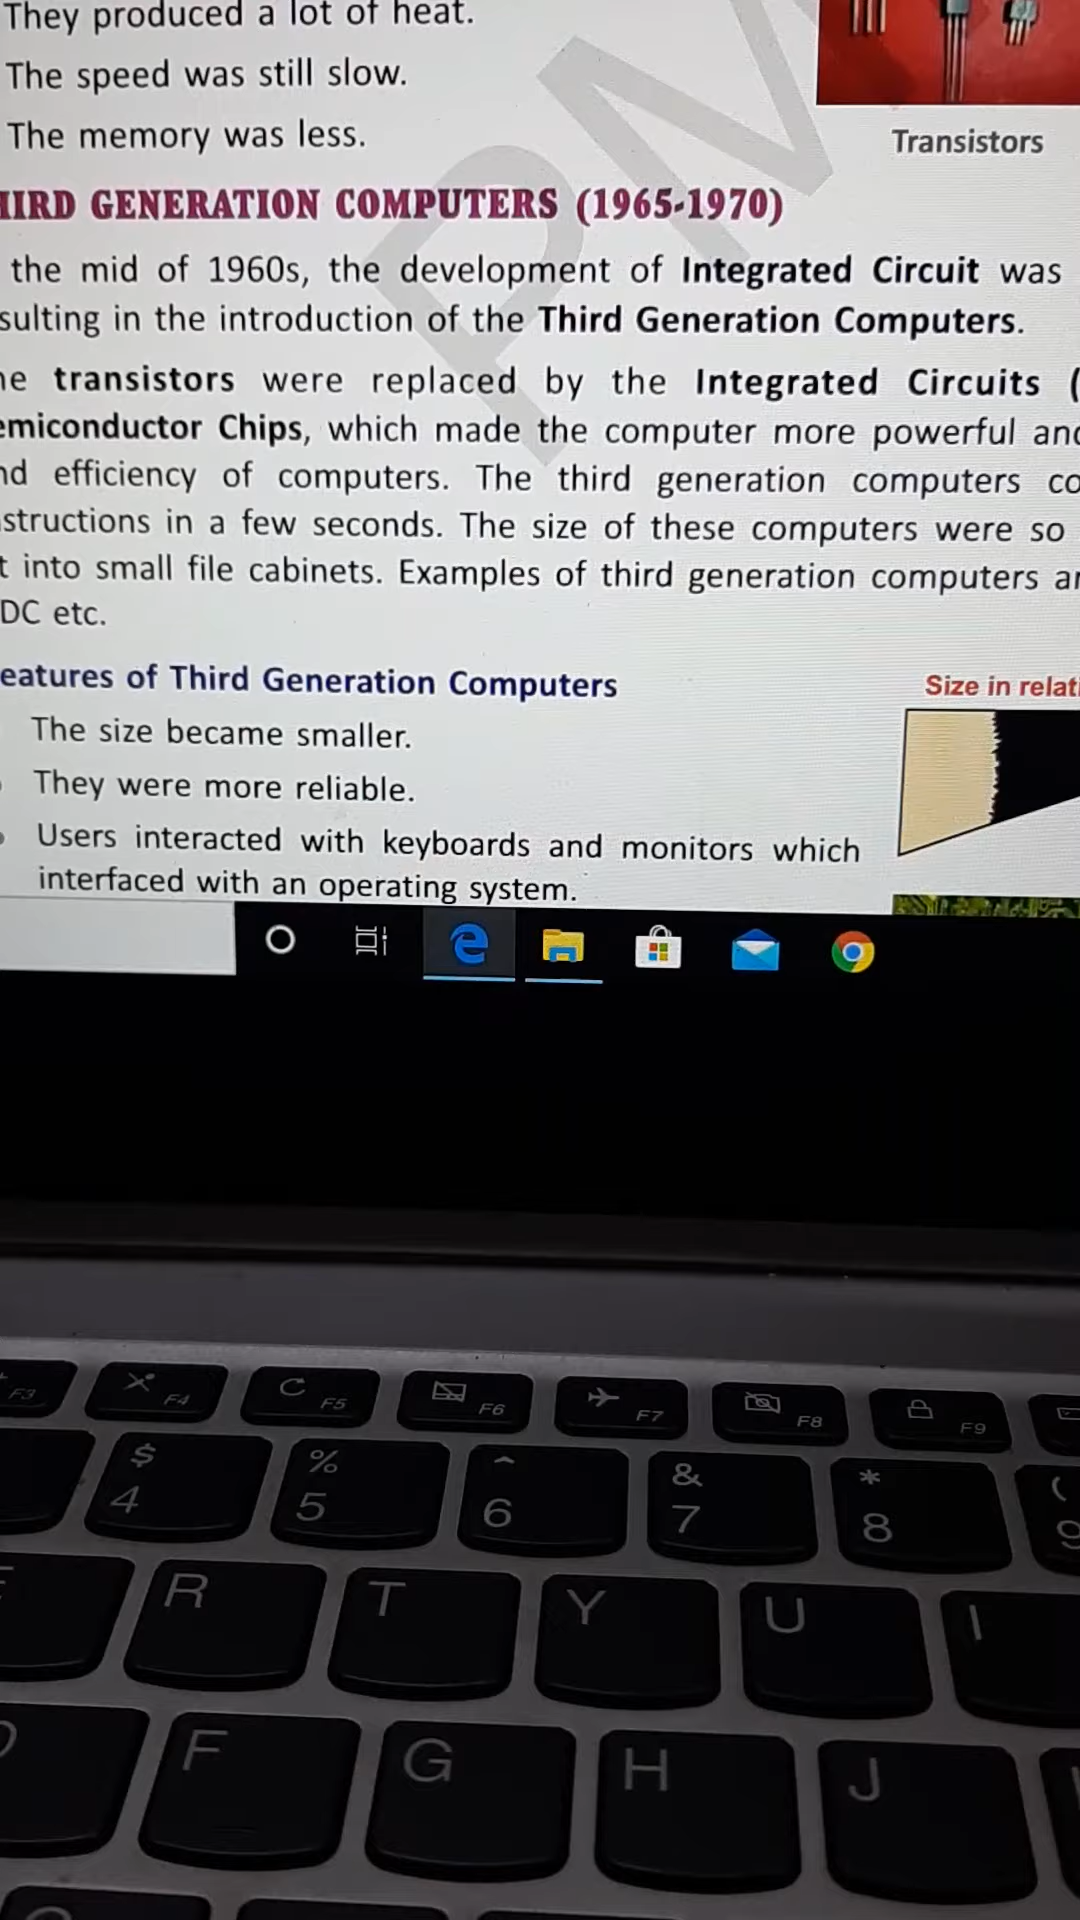 They produced a lot of heat.
The speed was still slow.
The memory was less.
Transistors
HIRD GENERATION COMPUTERS (1965-1970)
the mid of 1960s, the development of Integrated Circuit was
sulting in the introduction of the Third Generation Computers.
he transistors were replaced by the Integrated Circuits (
emiconductor Chips, which made the computer more powerful and
nd efficiency of computers. The third generation computers co
structions in a few seconds. The size of these computers were so
t into small file cabinets. Examples of third generation computers ar
DC etc.
eatures of Third Generation Computers
Size in relati
The size became smaller.
They were more reliable.
Users interacted with keyboards and monitors which
interfaced with an operating system.
PM
F3 F4 F5 F6 F7 F8 F9
$ % ^ & * (
4 5 6 7 8 9
R T Y U I
F G H J